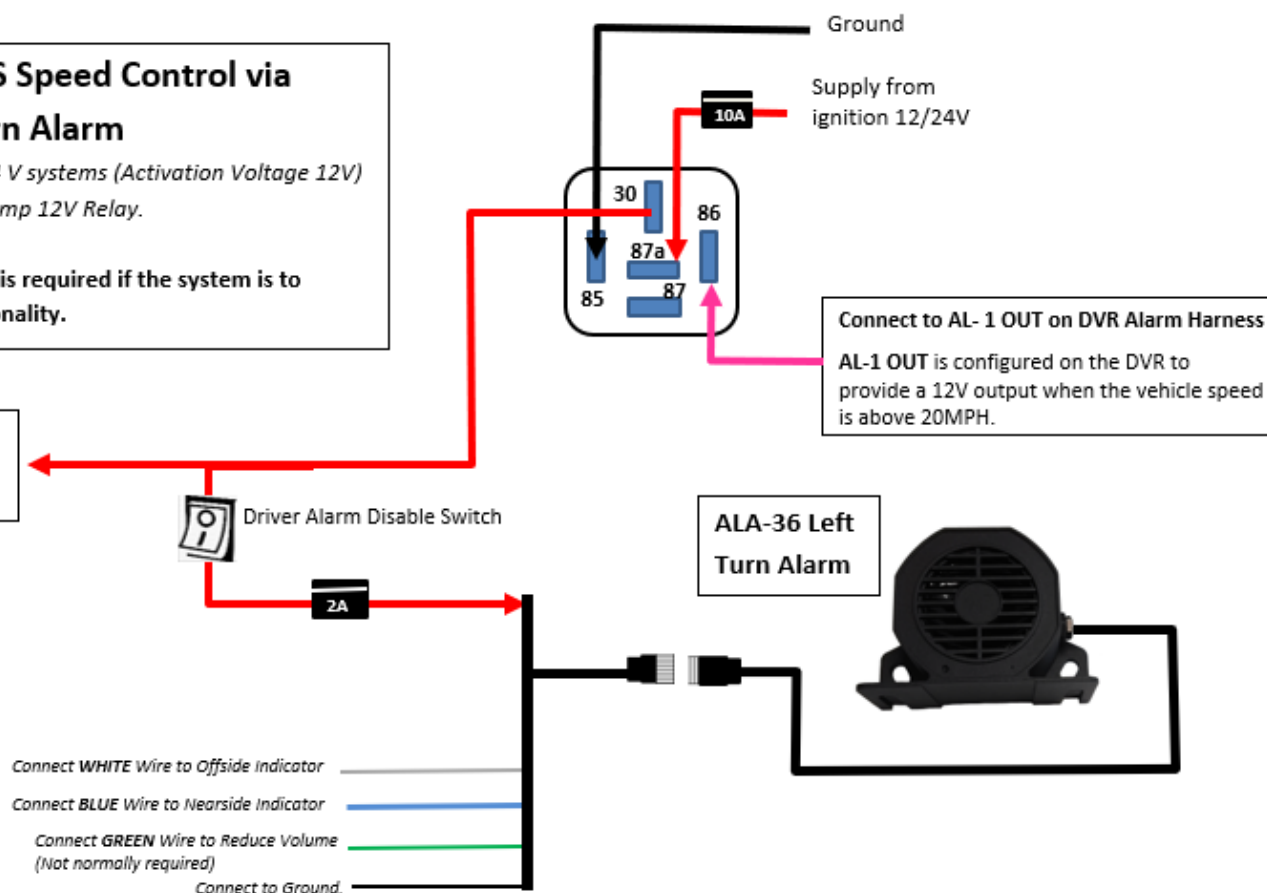 Speed Control via
Alarm
V systems (Activation Voltage 12V)
12V Relay.
is required if the system is to
Ground
Supply from
ignition 12/24V
10A
30
86
87a
87
85
Connect to AL- 1 OUT on DVR Alarm Harness
AL-1 OUT is configured on the DVR to
provide a 12V output when the vehicle speed
is above 20MPH.
Driver Alarm Disable Switch
2A
ALA-36 Left
Turn Alarm
Connect WHITE Wire to Offside Indicator
Connect BLUE Wire to Nearside Indicator
Connect GREEN Wire to Reduce Volume
(Not normally required)
Connect to Ground.